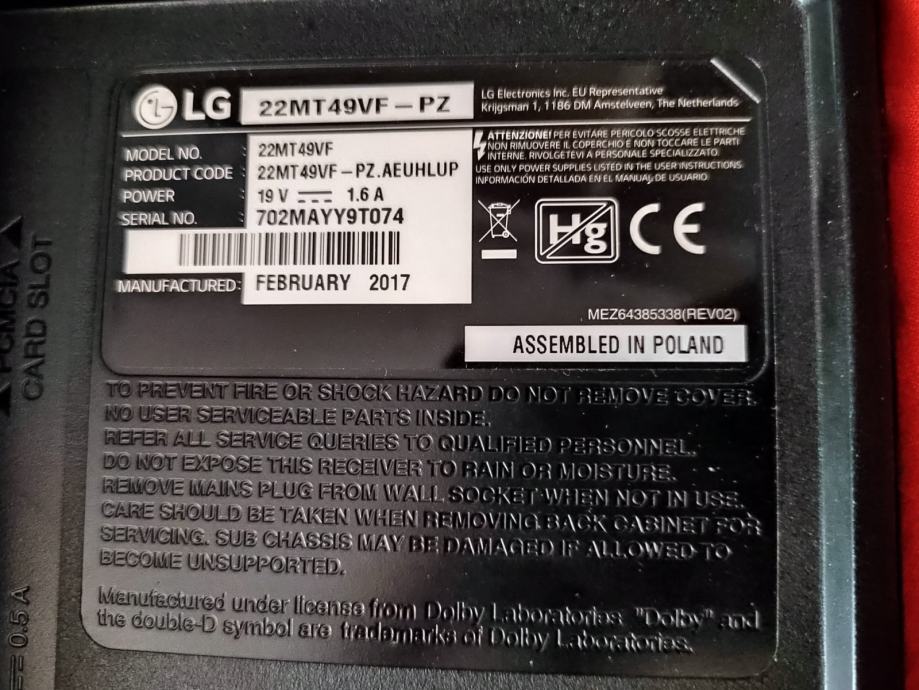 LG 22MT49VF-PZ
LG Electronics Inc. EU Representative
Krijgsman 1, 1186 DM Amstelveen, The Netherlands
MODEL NO. 22MT49VF
PRODUCT CODE 22MT49VF-PZ.AEUHLUP
POWER 19 V ⎓ 1.6 A
SERIAL NO. 702MAYY9T074
MANUFACTURED: FEBRUARY 2017
ATTENZIONE! PER EVITARE PERICOLO SCOSSE ELETTRICHE
NON RIMUOVERE IL COPERCHIO E NON TOCCARE LE PARTI
INTERNE. RIVOLGETEVI A PERSONALE SPECIALIZZATO.
USE ONLY POWER SUPPLIES LISTED IN THE USER INSTRUCTIONS
INFORMACIÓN DETALLADA EN EL MANUAL DE USUARIO
Hg CE
MEZ64385338(REV02)
ASSEMBLED IN POLAND
TO PREVENT FIRE OR SHOCK HAZARD DO NOT REMOVE COVER.
NO USER SERVICEABLE PARTS INSIDE.
REFER ALL SERVICE QUERIES TO QUALIFIED PERSONNEL.
DO NOT EXPOSE THIS RECEIVER TO RAIN OR MOISTURE.
REMOVE MAINS PLUG FROM WALL SOCKET WHEN NOT IN USE.
CARE SHOULD BE TAKEN WHEN REMOVING BACK CABINET FOR
SERVICING. SUB CHASSIS MAY BE DAMAGED IF ALLOWED TO
BECOME UNSUPPORTED.
Manufactured under license from Dolby Laboratories. "Dolby" and
the double-D symbol are trademarks of Dolby Laboratories.
PCMCIA
CARD SLOT
⎓ 0.5 A